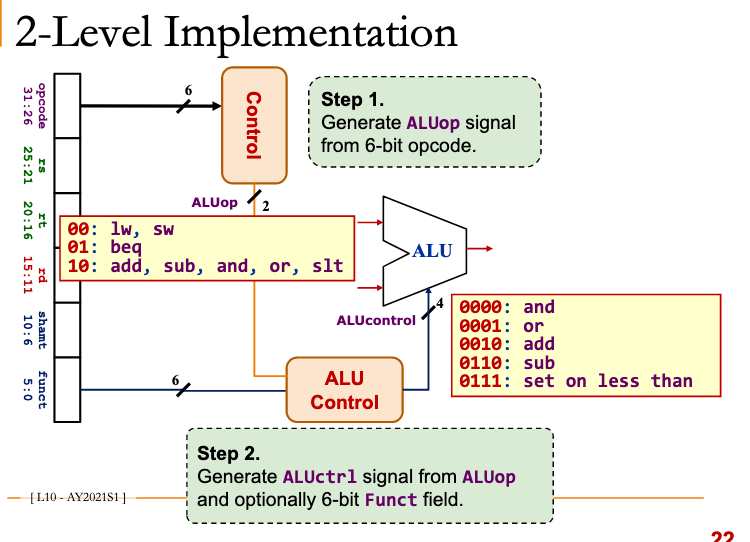 2-Level Implementation
opcode
31:26
rs
25:21
rt
20:16
rd
15:11
shamt
10:6
funct
5:0
6
Control
Step 1.
Generate ALUop signal
from 6-bit opcode.
ALUop
2
00: lw, sw
01: beq
10: add, sub, and, or, slt
ALU
ALUcontrol
4
0000: and
0001: or
0010: add
0110: sub
0111: set on less than
6
ALU
Control
Step 2.
Generate ALUctrl signal from ALUop
and optionally 6-bit Funct field.
[ L10 - AY2021S1 ]
22